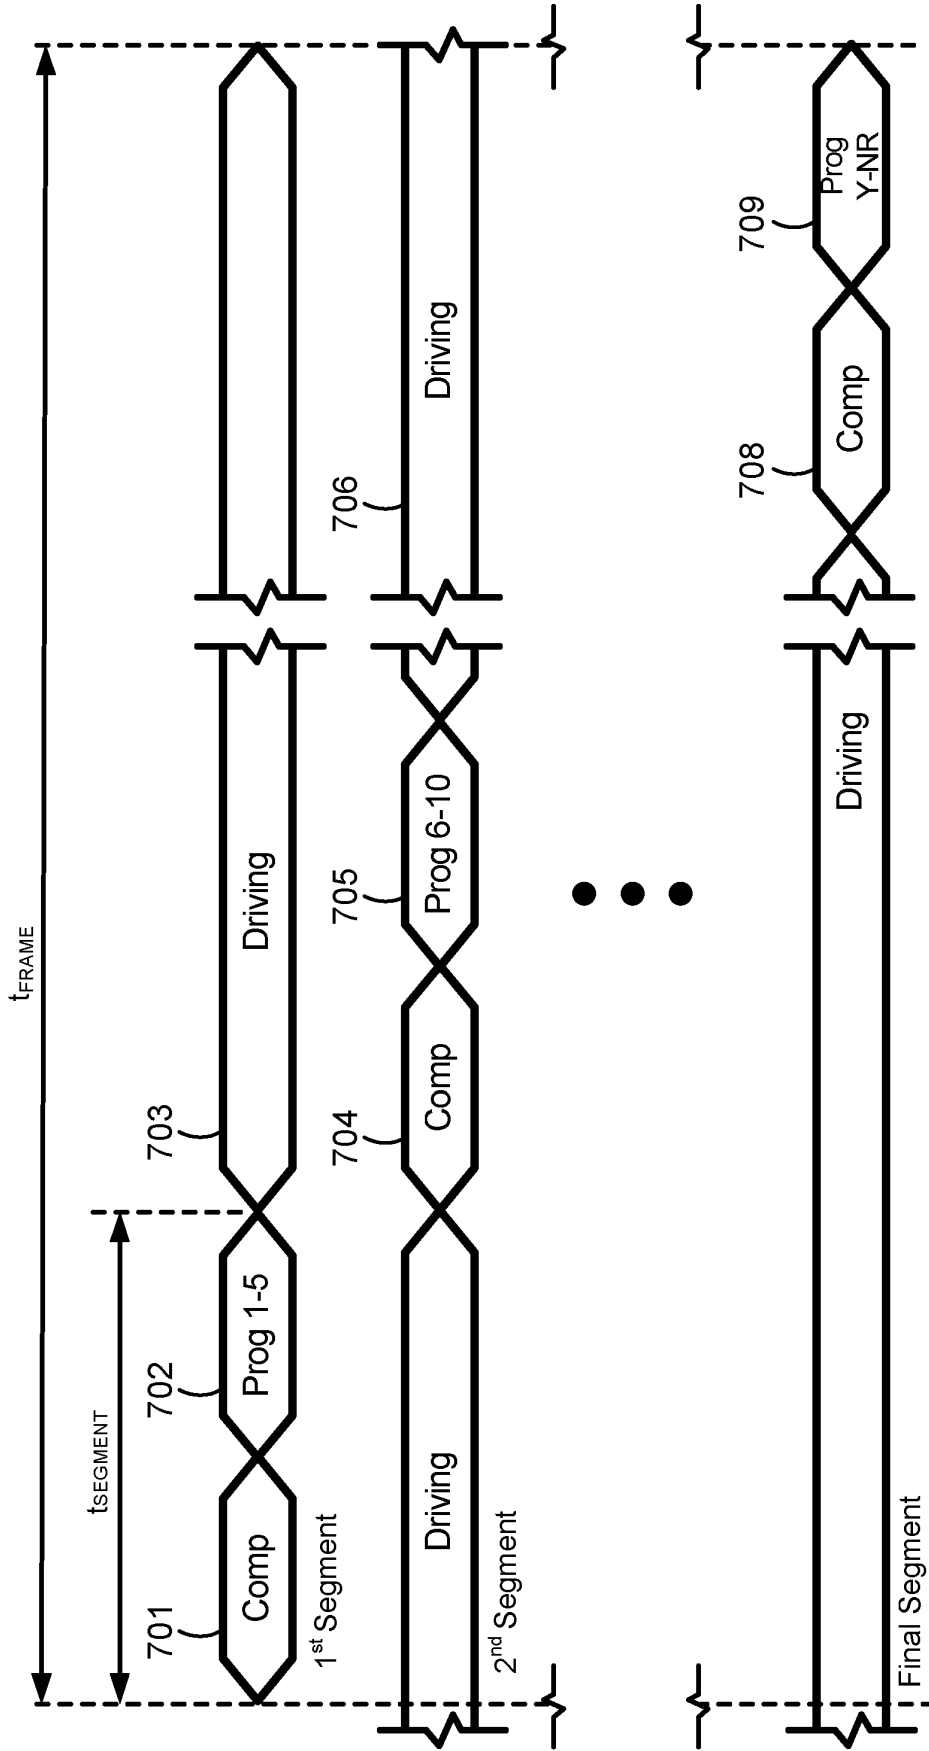 tFRAME
tSEGMENT
701
702
703
Comp
Prog 1-5
Driving
1st Segment
704
705
706
Driving
Comp
Prog 6-10
Driving
2nd Segment
708
709
Driving
Comp
Prog
Y-NR
Final Segment